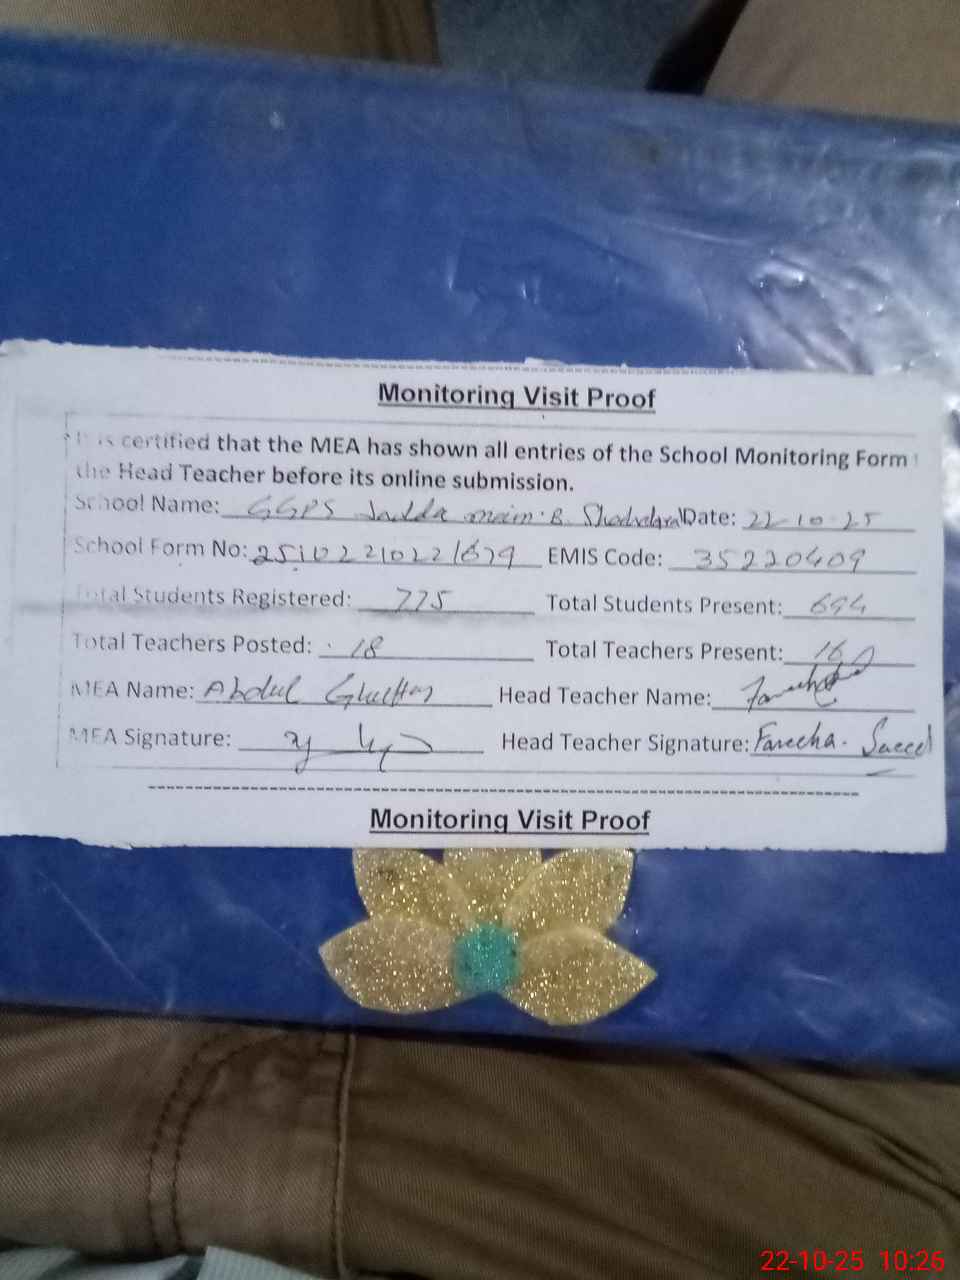 Monitoring Visit Proof
It is certified that the MEA has shown all entries of the School Monitoring Form
the Head Teacher before its online submission.
School Name: GGPS Date: 22-10-25
School Form No: EMIS Code: 35220409
Total Students Registered: 775 Total Students Present: 694
Total Teachers Posted: 18 Total Teachers Present: 16
MEA Name: Abdul Head Teacher Name:
MEA Signature: Head Teacher Signature: Fareeha. Saeed
Monitoring Visit Proof
22-10-25 10:26